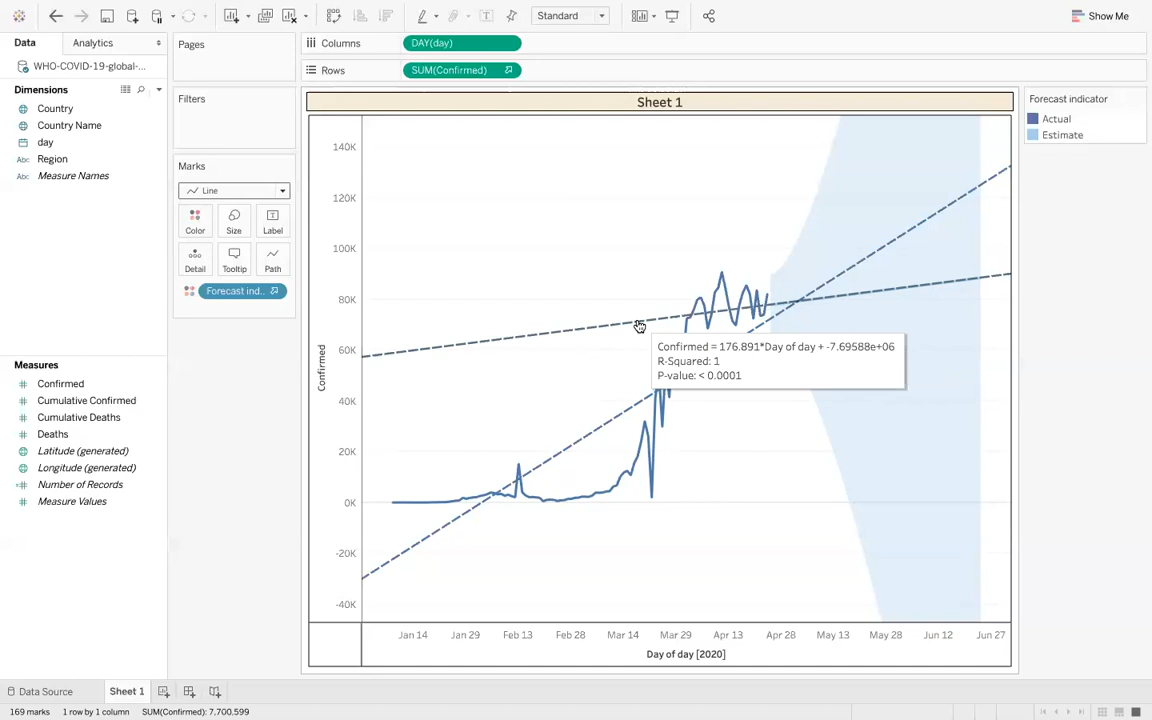 Standard
Show Me
Data
Analytics
Pages
Columns
DAY(day)
WHO-COVID-19-global-...
Rows
SUM(Confirmed)
Dimensions
Filters
Sheet 1
Forecast indicator
Country
Actual
Country Name
Estimate
day
Region
Marks
Measure Names
Line
Color
Size
Label
Detail
Tooltip
Path
Forecast ind..
140K
120K
100K
80K
60K
40K
20K
0K
-20K
-40K
Confirmed
Confirmed = 176.891*Day of day + -7.69588e+06
R-Squared: 1
P-value: < 0.0001
Measures
Confirmed
Cumulative Confirmed
Cumulative Deaths
Deaths
Latitude (generated)
Longitude (generated)
Number of Records
Measure Values
Jan 14
Jan 29
Feb 13
Feb 28
Mar 14
Mar 29
Apr 13
Apr 28
May 13
May 28
Jun 12
Jun 27
Day of day [2020]
Data Source
Sheet 1
169 marks
1 row by 1 column
SUM(Confirmed): 7,700,599
Abc
Abc
Abc
T
T